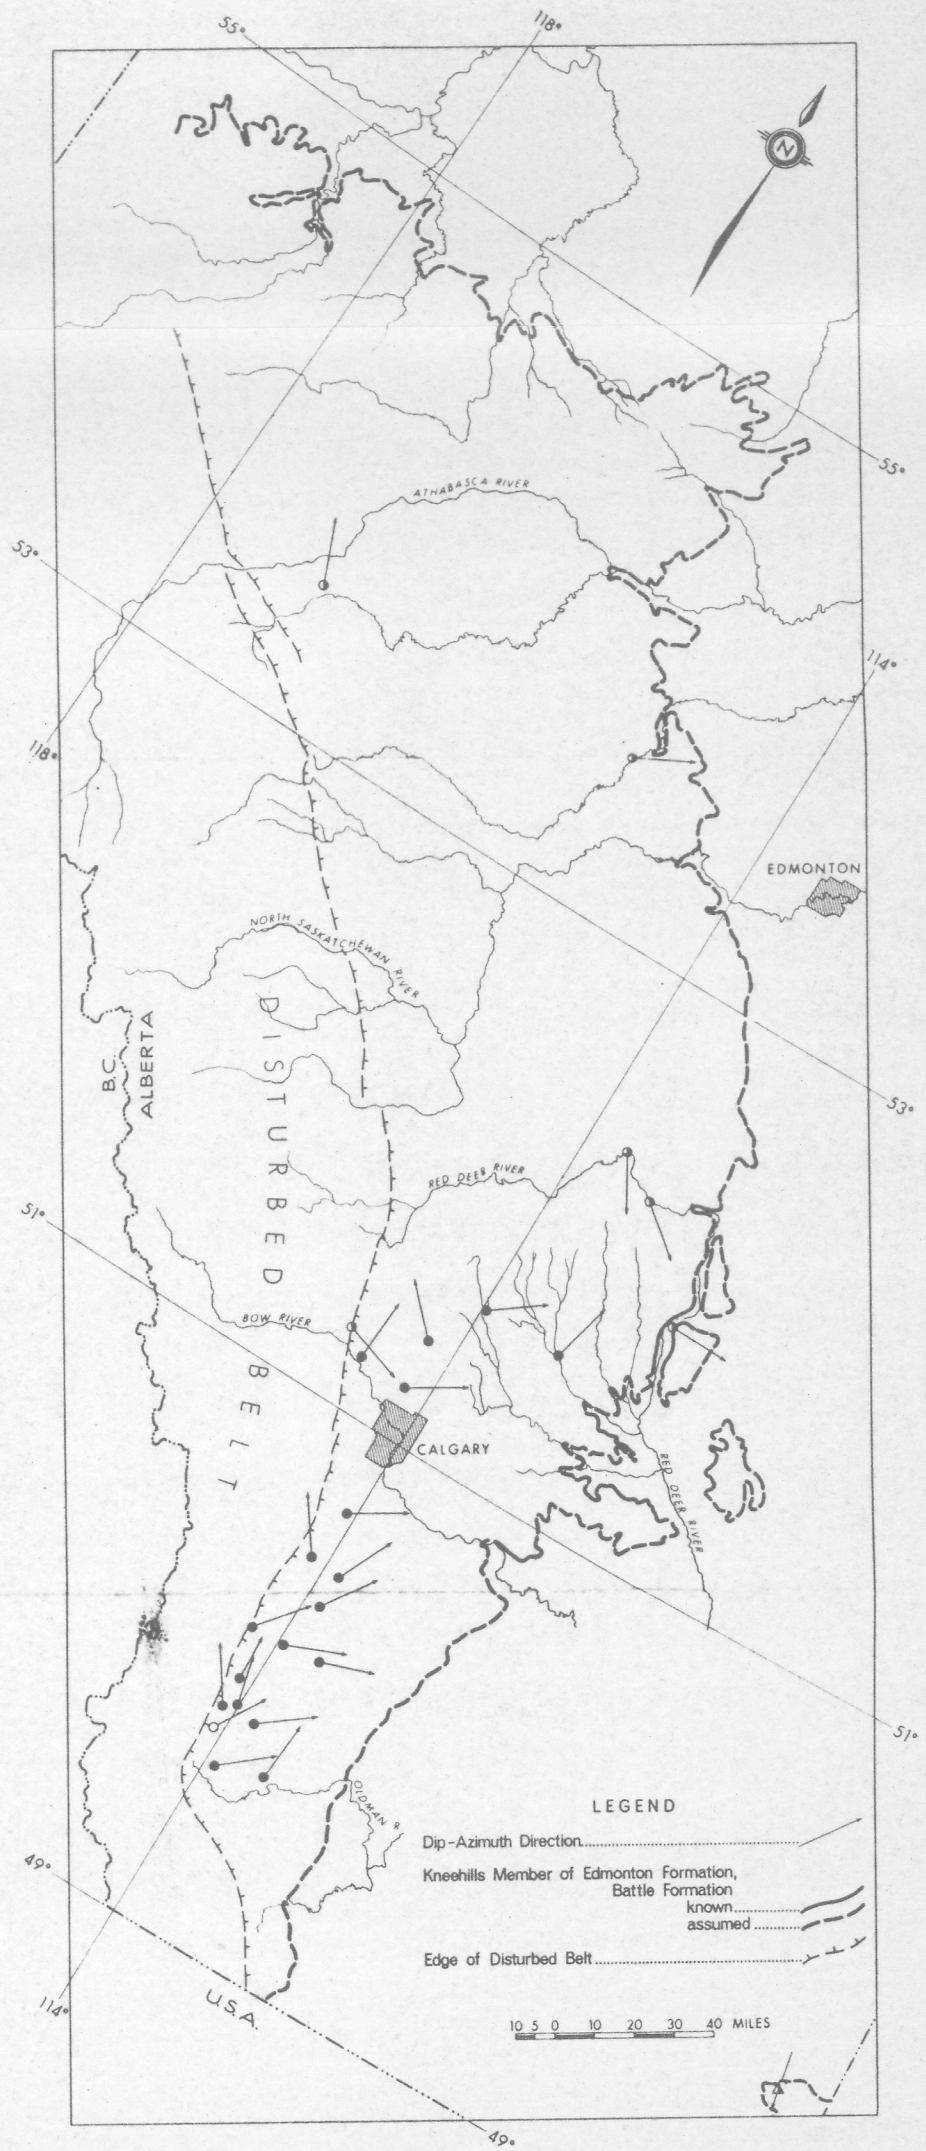 55°
118°
N
55°
ATHABASCA RIVER
53°
114°
118°
EDMONTON
NORTH SASKATCHEWAN RIVER
DISTURBED BELT
B.C.
ALBERTA
53°
RED DEER RIVER
51°
BOW RIVER
CALGARY
RED DEER RIVER
51°
OLDMAN R.
LEGEND
Dip-Azimuth Direction
Kneehills Member of Edmonton Formation,
Battle Formation
known
assumed
Edge of Disturbed Belt
49°
114°
U.S.A.
10 5 0 10 20 30 40 MILES
49°